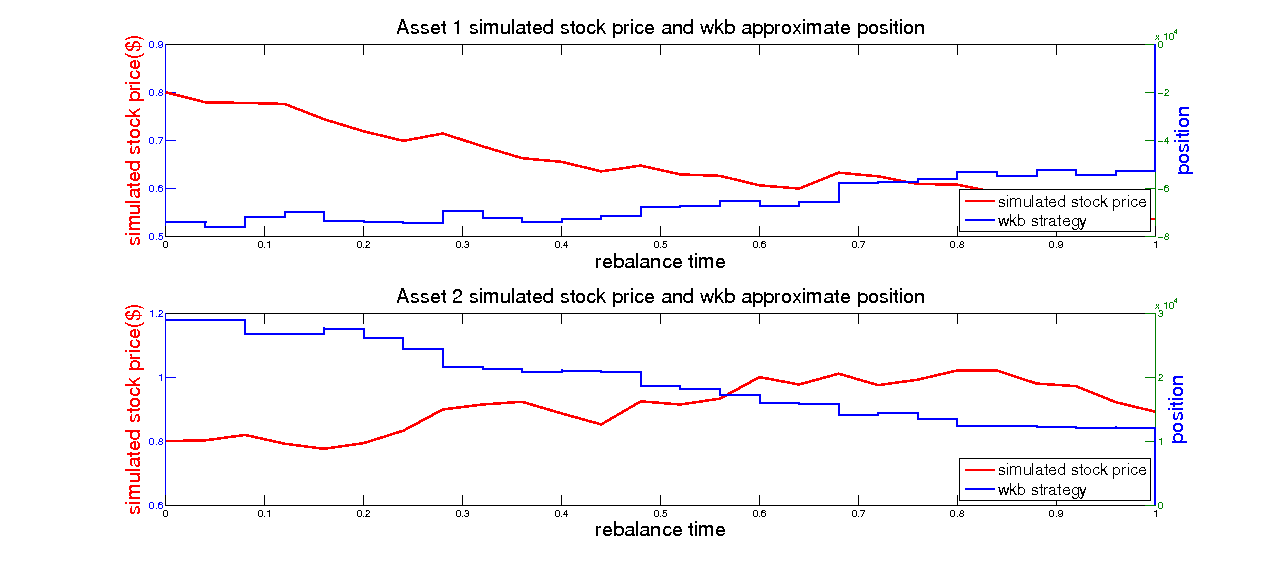 Asset 1 simulated stock price and wkb approximate position
x 10^4
0.9 0
0.8 -2
0.7 -4
0.6 -6
0.5 -8
simulated stock price($)
position
simulated stock price
wkb strategy
0 0.1 0.2 0.3 0.4 0.5 0.6 0.7 0.8 0.9 1
rebalance time
Asset 2 simulated stock price and wkb approximate position
x 10^4
1.2 3
1 2
0.8 1
0.6 0
simulated stock price($)
position
simulated stock price
wkb strategy
0 0.1 0.2 0.3 0.4 0.5 0.6 0.7 0.8 0.9 1
rebalance time